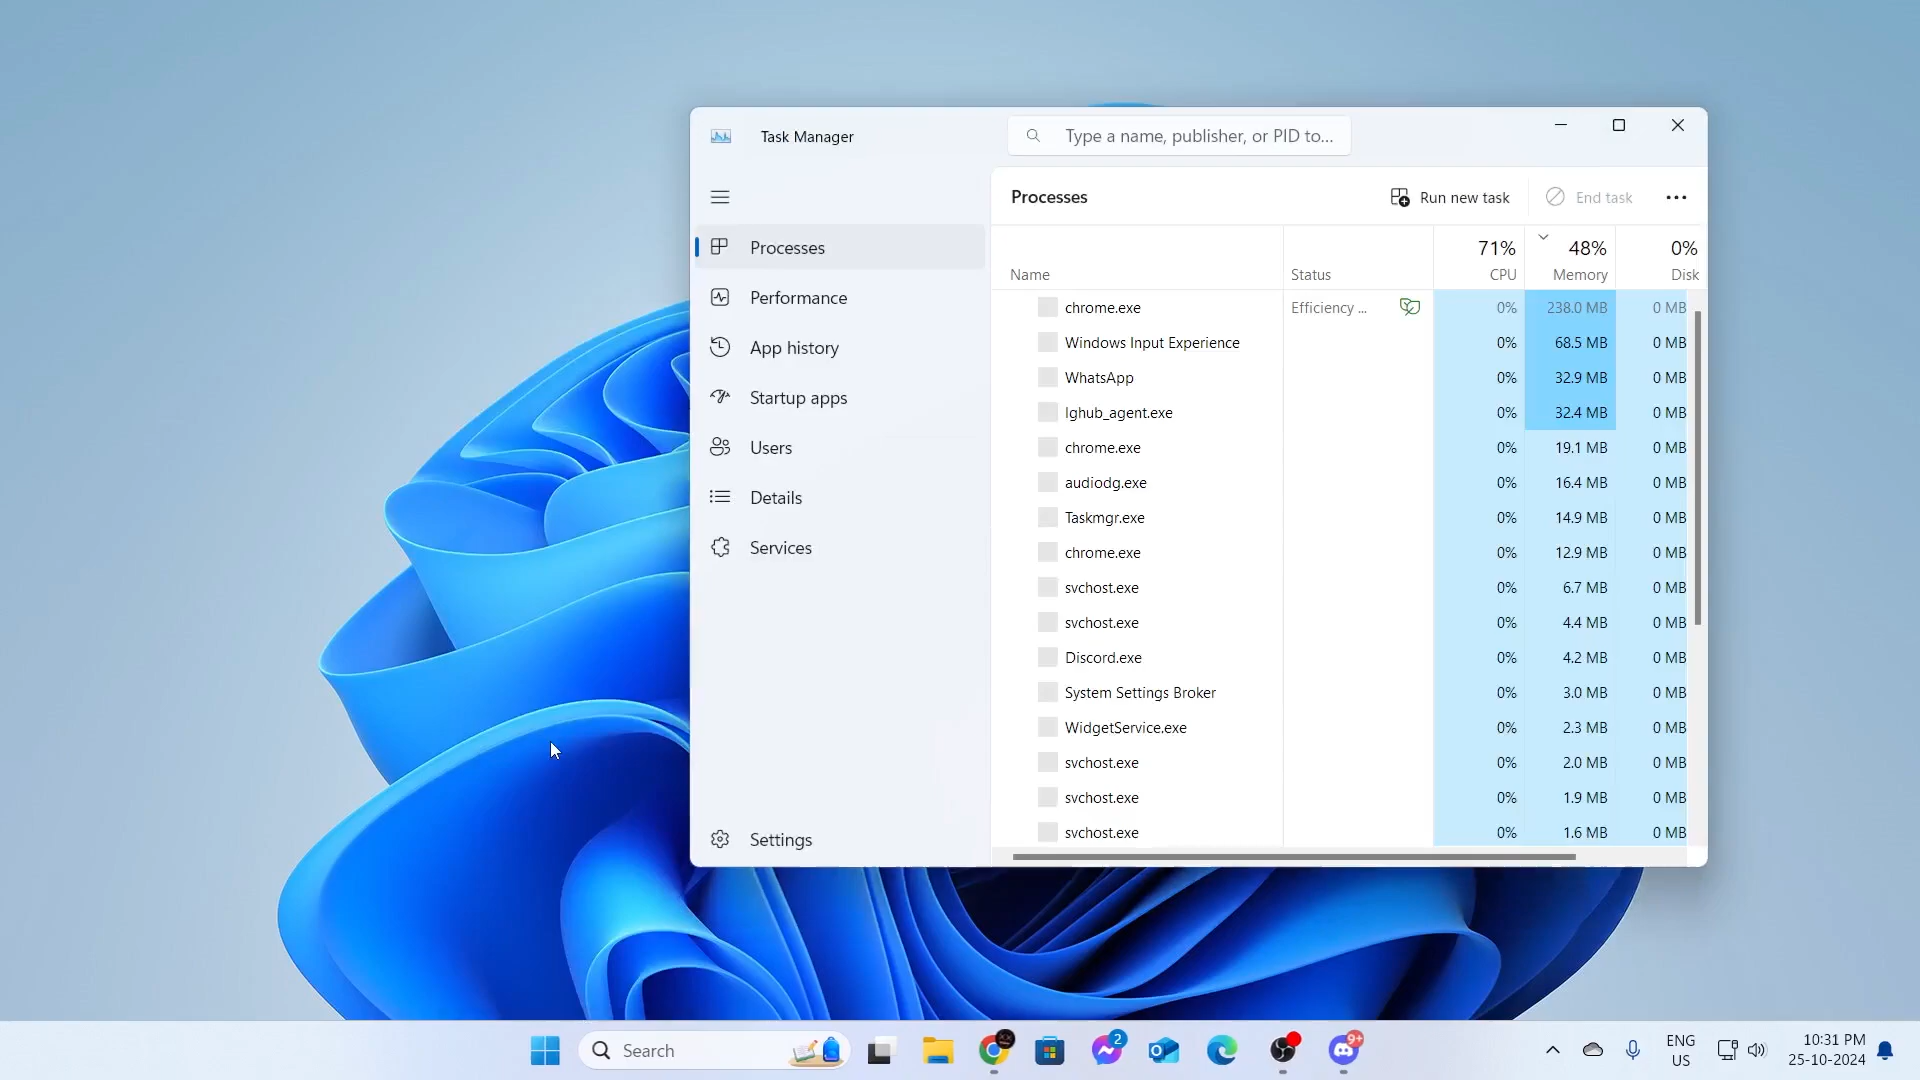 Task Manager
Type a name, publisher, or PID to...
Processes
Performance
App history
Startup apps
Users
Details
Services
Settings
Processes
Run new task
End task
Name Status 71% CPU 48% Memory 0% Disk
chrome.exe Efficiency ... 0% 238.0 MB 0 MB
Windows Input Experience 0% 68.5 MB 0 MB
WhatsApp 0% 32.9 MB 0 MB
lghub_agent.exe 0% 32.4 MB 0 MB
chrome.exe 0% 19.1 MB 0 MB
audiodg.exe 0% 16.4 MB 0 MB
Taskmgr.exe 0% 14.9 MB 0 MB
chrome.exe 0% 12.9 MB 0 MB
svchost.exe 0% 6.7 MB 0 MB
svchost.exe 0% 4.4 MB 0 MB
Discord.exe 0% 4.2 MB 0 MB
System Settings Broker 0% 3.0 MB 0 MB
WidgetService.exe 0% 2.3 MB 0 MB
svchost.exe 0% 2.0 MB 0 MB
svchost.exe 0% 1.9 MB 0 MB
svchost.exe 0% 1.6 MB 0 MB
Search
2
9+
ENG
US
10:31 PM
25-10-2024